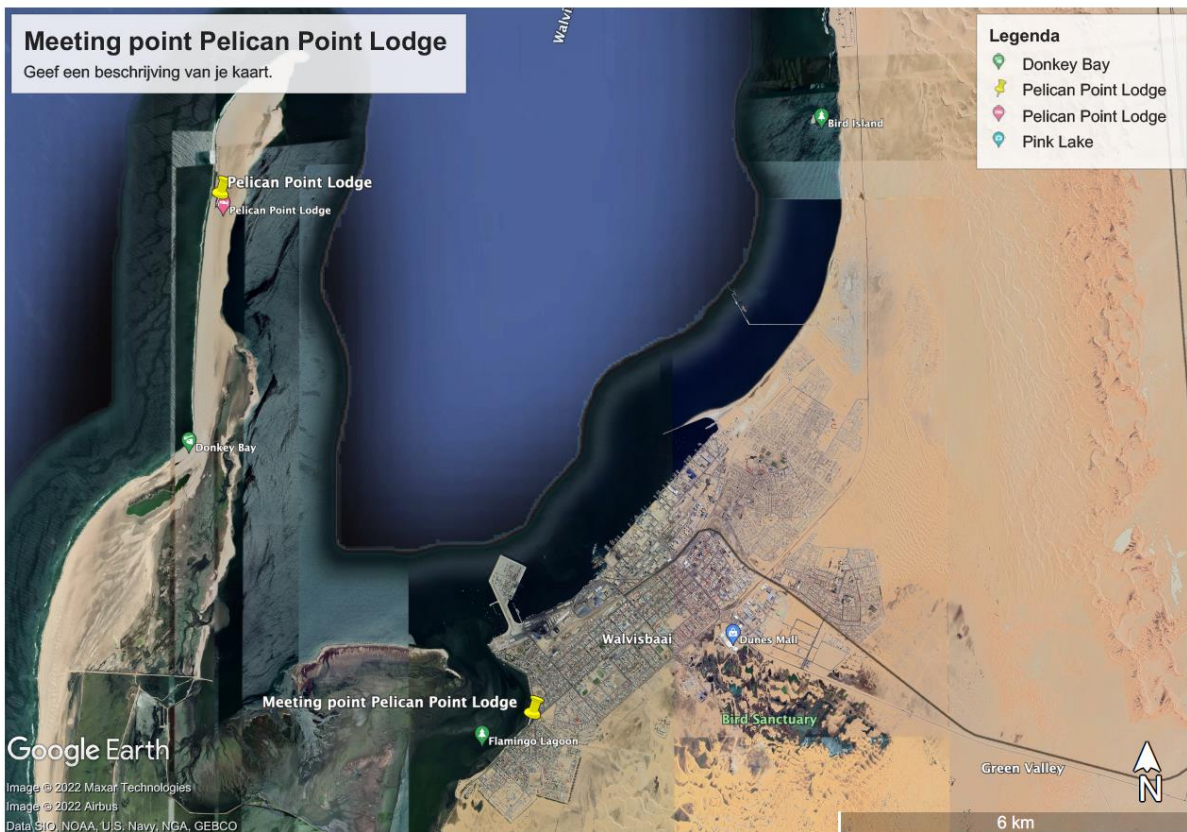 Meeting point Pelican Point Lodge
Geef een beschrijving van je kaart.
Legenda
Donkey Bay
Pelican Point Lodge
Pelican Point Lodge
Pink Lake
Walvi
Bird Island
Pelican Point Lodge
Pelican Point Lodge
Donkey Bay
Walvisbaai
Dunes Mall
Meeting point Pelican Point Lodge
Bird Sanctuary
Flamingo Lagoon
Green Valley
Google Earth
Image © 2022 Maxar Technologies
Image © 2022 Airbus
Data SIO, NOAA, U.S. Navy, NGA, GEBCO
N
6 km